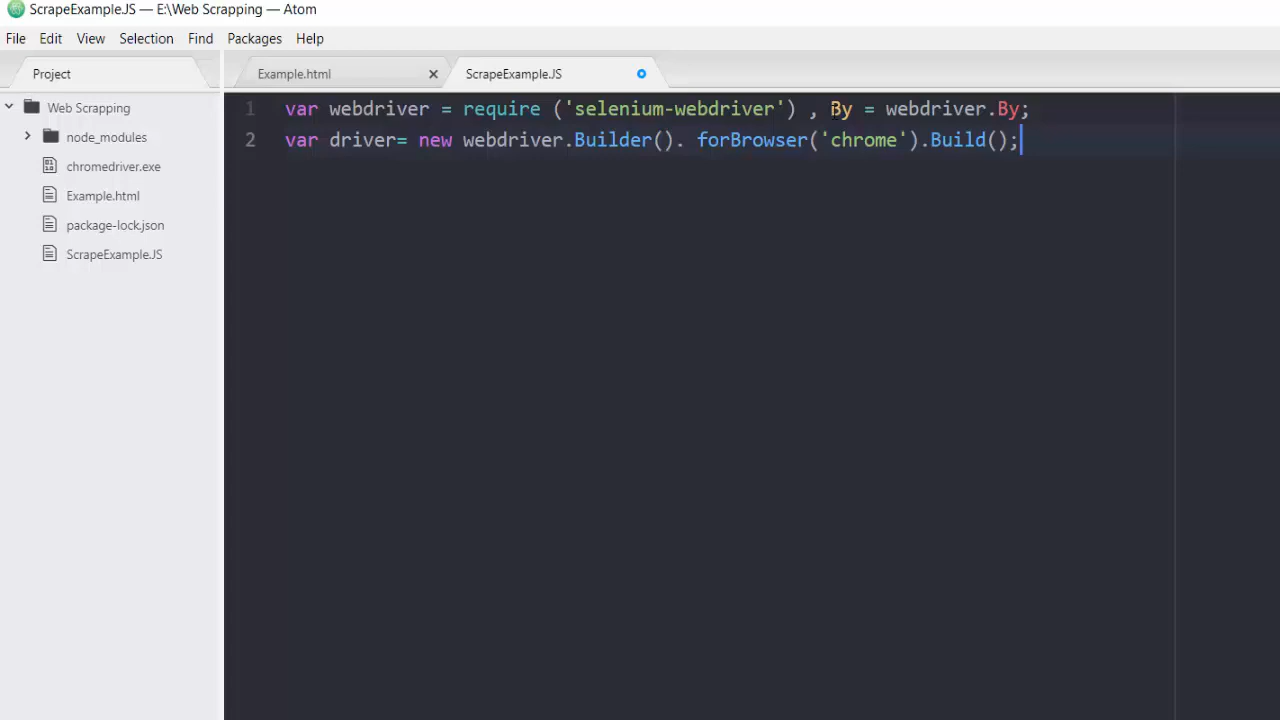 ScrapeExample.JS — E:\Web Scrapping — Atom
File Edit View Selection Find Packages Help
Project
Example.html
ScrapeExample.JS
Web Scrapping
node_modules
chromedriver.exe
Example.html
package-lock.json
ScrapeExample.JS
1 var webdriver = require ('selenium-webdriver') , By = webdriver.By;
2 var driver= new webdriver.Builder(). forBrowser('chrome').Build();